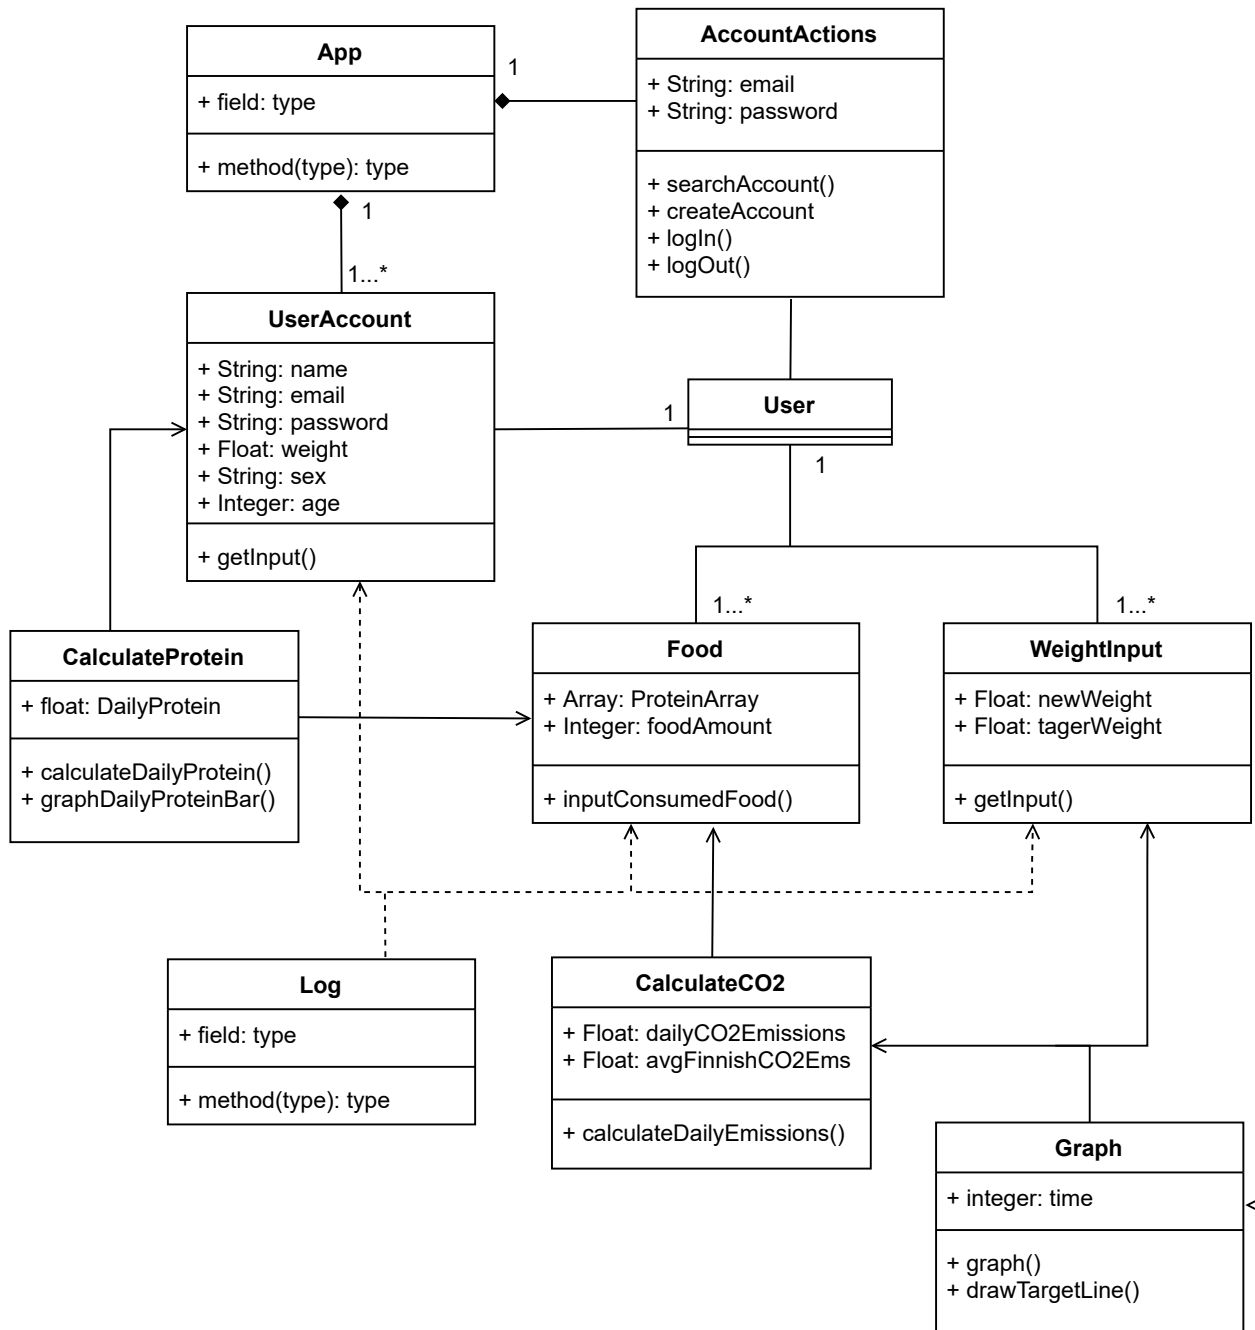 App
+ field: type
+ method(type): type
1
AccountActions
+ String: email
+ String: password
+ searchAccount()
+ createAccount
+ logIn()
+ logOut()
1
1...*
UserAccount
+ String: name
+ String: email
+ String: password
+ Float: weight
+ String: sex
+ Integer: age
+ getInput()
1
User
1
1...*
1...*
CalculateProtein
+ float: DailyProtein
+ calculateDailyProtein()
+ graphDailyProteinBar()
Food
+ Array: ProteinArray
+ Integer: foodAmount
+ inputConsumedFood()
WeightInput
+ Float: newWeight
+ Float: tagerWeight
+ getInput()
Log
+ field: type
+ method(type): type
CalculateCO2
+ Float: dailyCO2Emissions
+ Float: avgFinnishCO2Ems
+ calculateDailyEmissions()
Graph
+ integer: time
+ graph()
+ drawTargetLine()